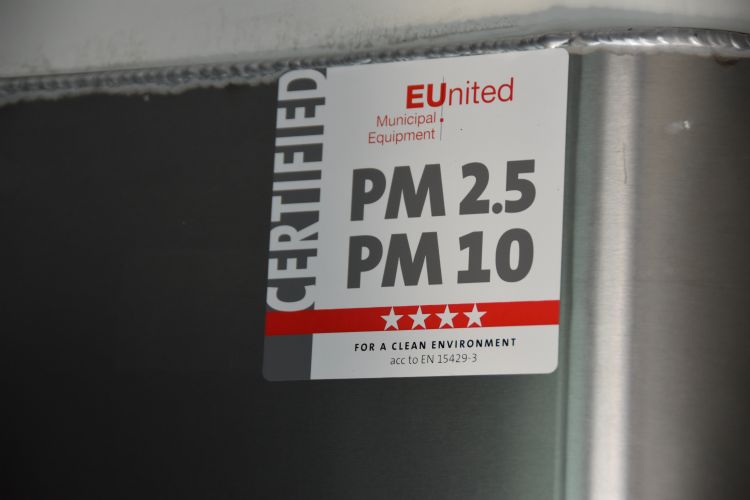 CERTIFIED
EUnited
Municipal
Equipment
PM 2.5
PM 10
FOR A CLEAN ENVIRONMENT
acc to EN 15429-3